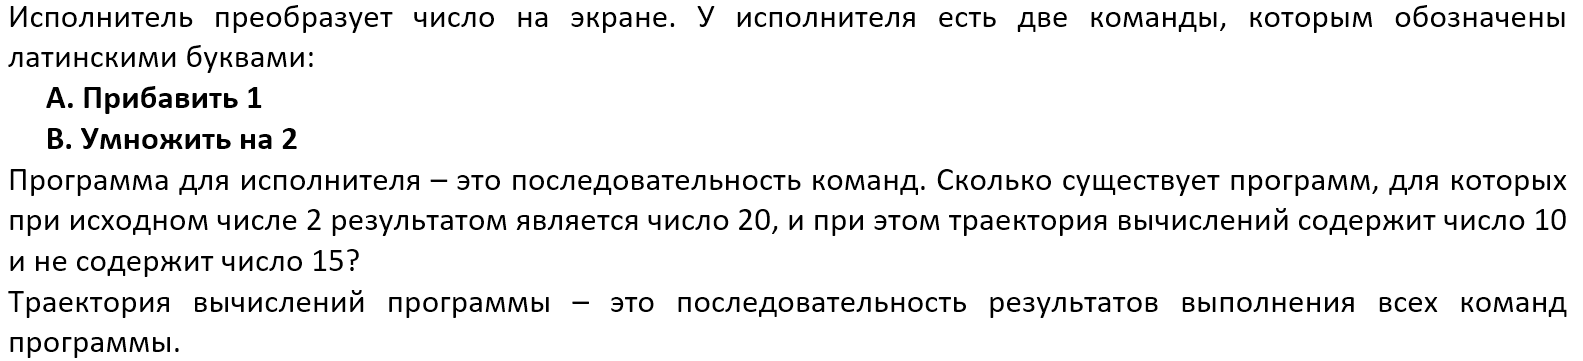 Исполнитель преобразует число на экране. У исполнителя есть две команды, которым обозначены
латинскими буквами:
A. Прибавить 1
B. Умножить на 2
Программа для исполнителя – это последовательность команд. Сколько существует программ, для которых
при исходном числе 2 результатом является число 20, и при этом траектория вычислений содержит число 10
и не содержит число 15?
Траектория вычислений программы – это последовательность результатов выполнения всех команд
программы.